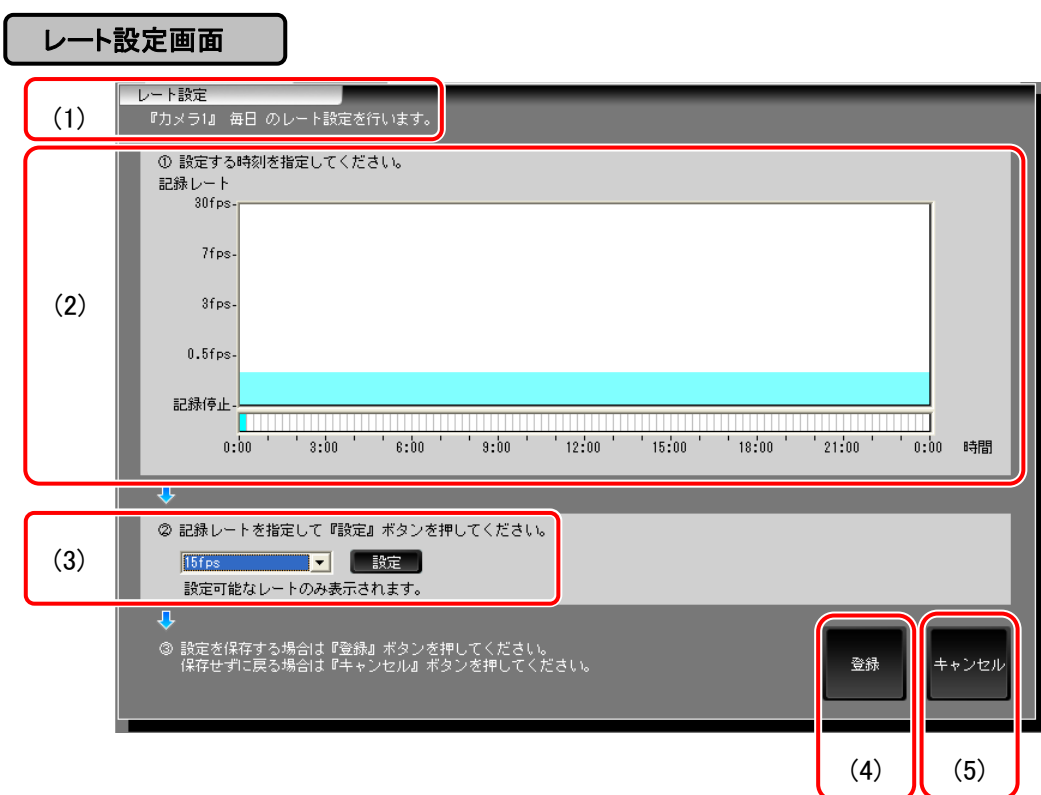 レート設定画面
(1)
レート設定
『カメラ1』 毎日 のレート設定を行います。
(2)
① 設定する時刻を指定してください。
記録レート
30fps-
7fps-
3fps-
0.5fps-
記録停止-
0:00 3:00 6:00 9:00 12:00 15:00 18:00 21:00 0:00 時間
(3)
② 記録レートを指定して『設定』ボタンを押してください。
15fps 設定
設定可能なレートのみ表示されます。
③ 設定を保存する場合は『登録』ボタンを押してください。
保存せずに戻る場合は『キャンセル』ボタンを押してください。
登録 キャンセル
(4) (5)